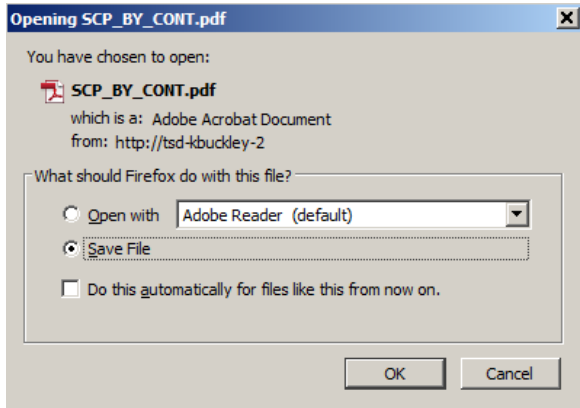 Opening SCP_BY_CONT.pdf
You have chosen to open:
SCP_BY_CONT.pdf
which is a: Adobe Acrobat Document
from: http://tsd-kbuckley-2
What should Firefox do with this file?
Open with Adobe Reader (default)
Save File
Do this automatically for files like this from now on.
OK Cancel